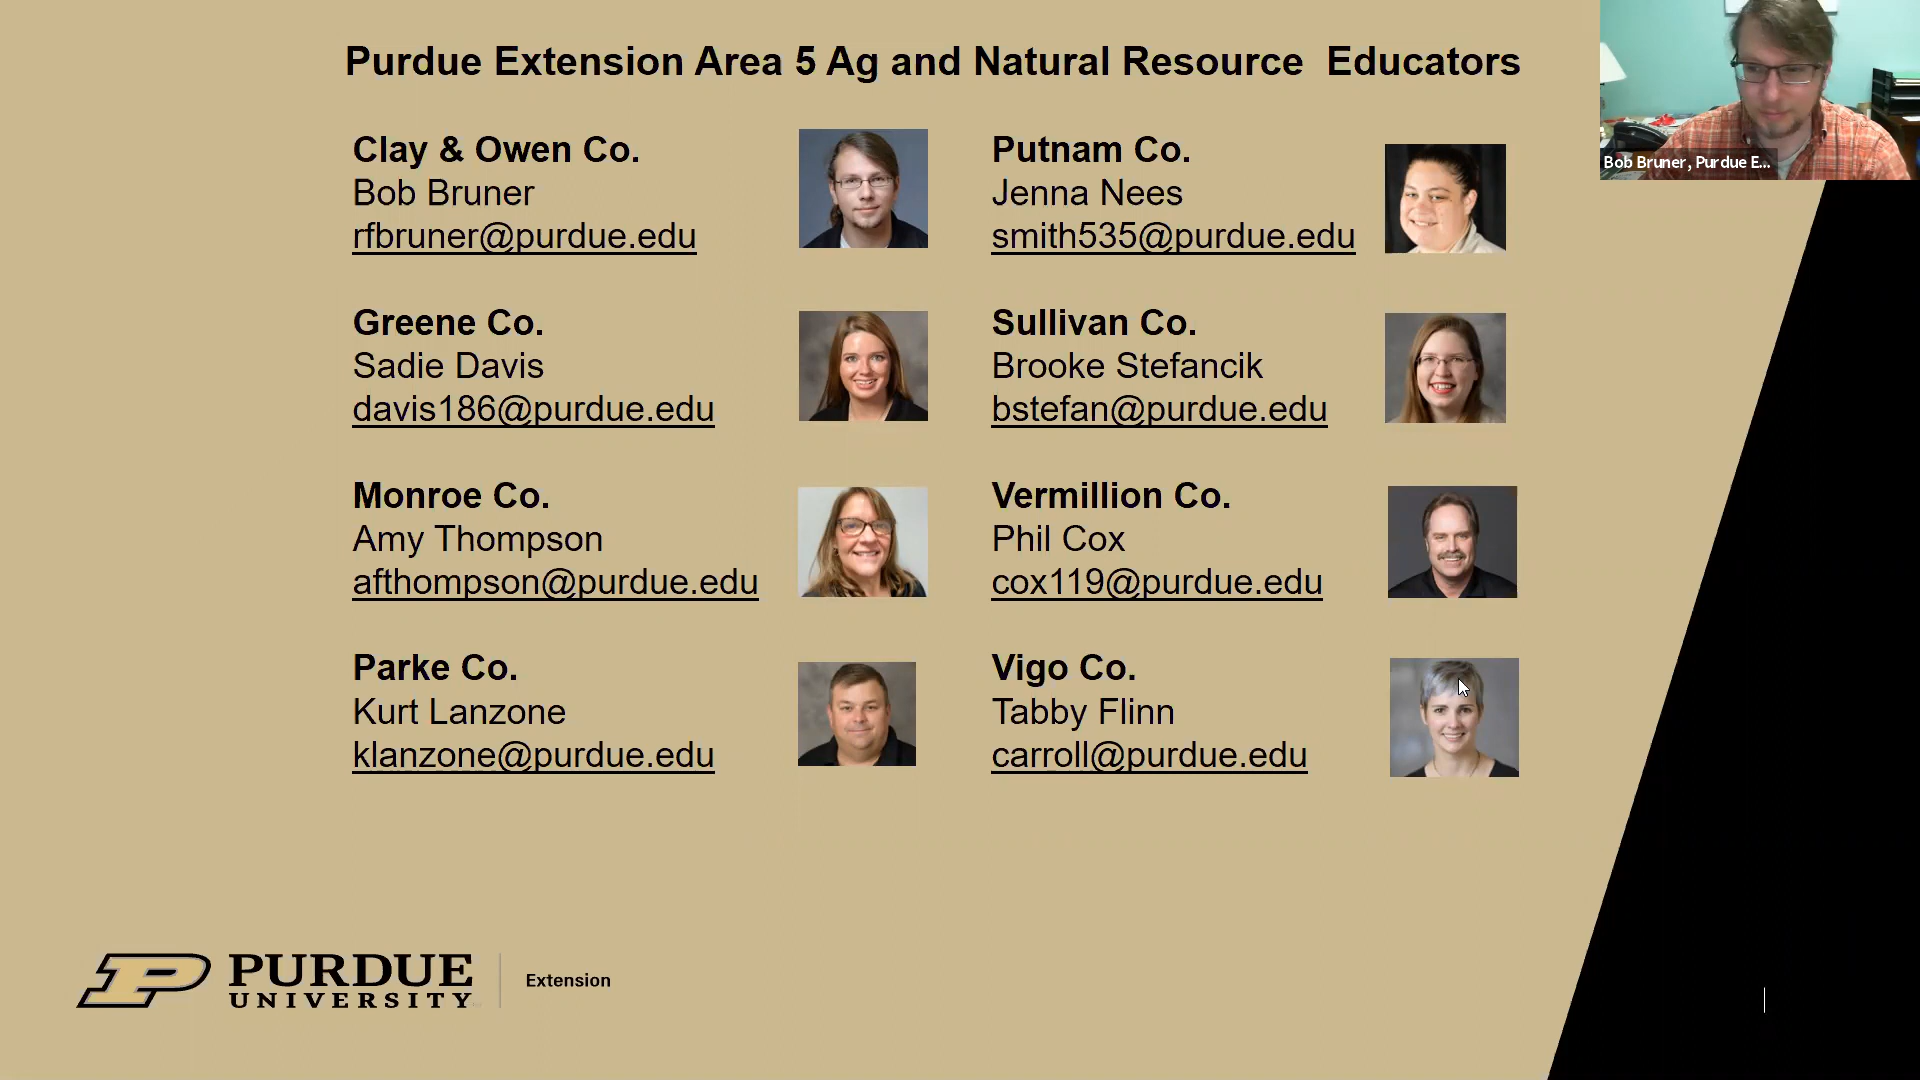 Purdue Extension Area 5 Ag and Natural Resource  Educators
Clay & Owen Co.
Bob Bruner
rfbruner@purdue.edu
Greene Co.
Sadie Davis
davis186@purdue.edu
Monroe Co.
Amy Thompson
afthompson@purdue.edu
Parke Co.
Kurt Lanzone
klanzone@purdue.edu
Putnam Co.
Jenna Nees
smith535@purdue.edu
Sullivan Co.
Brooke Stefancik
bstefan@purdue.edu
Vermillion Co.
Phil Cox
cox119@purdue.edu
Vigo Co.
Tabby Flinn
carroll@purdue.edu
Bob Bruner, Purdue E...
P
PURDUE
UNIVERSITY
Extension